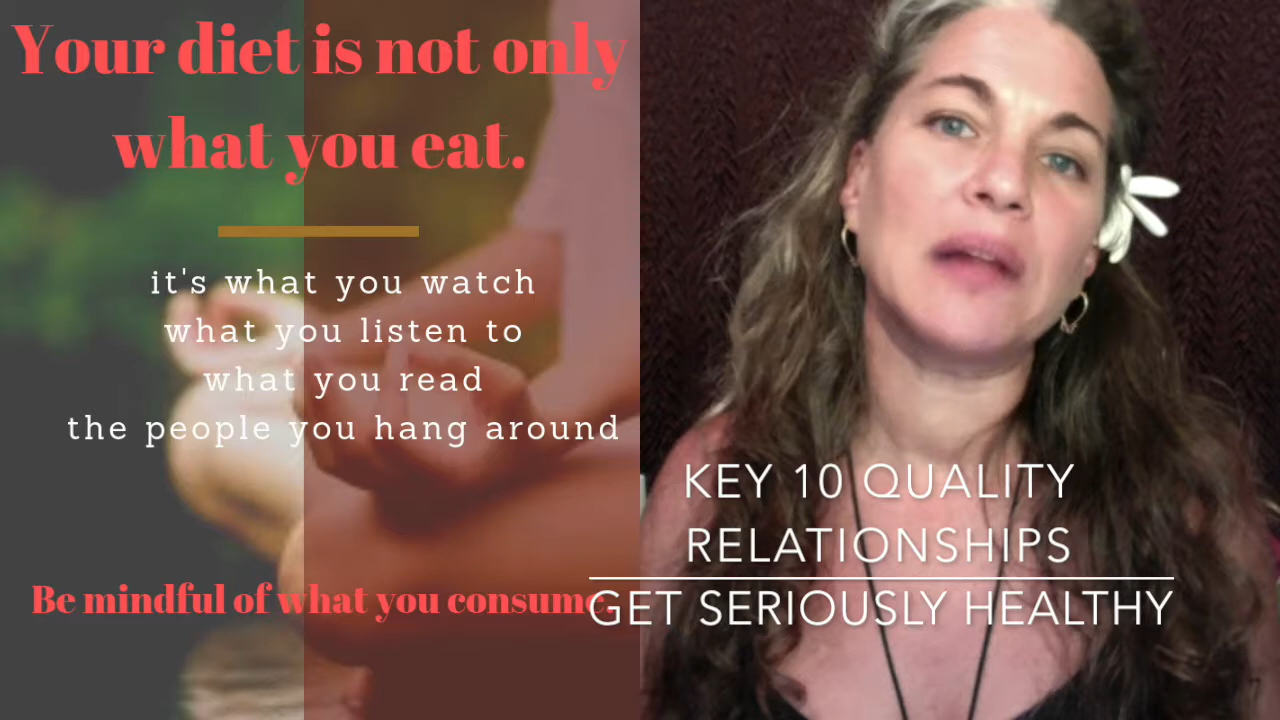 Your diet is not only
what you eat.
it's what you watch
what you listen to
what you read
the people you hang around
Be mindful of what you consume.
KEY 10 QUALITY
RELATIONSHIPS
GET SERIOUSLY HEALTHY